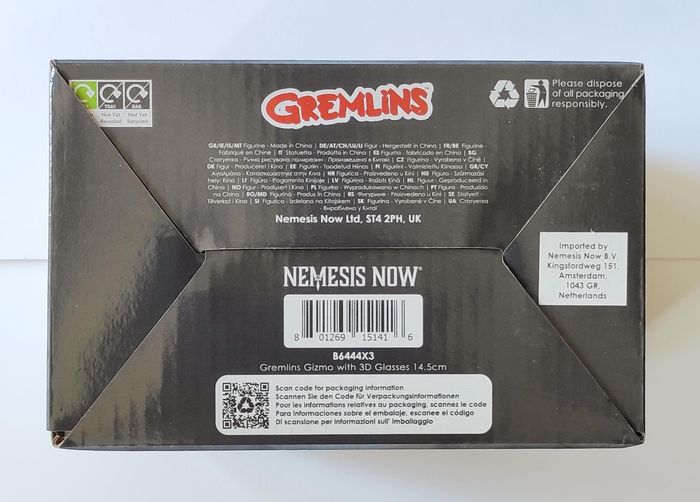 TRAY BAG
Not Yet Recycled
Not Yet Recycled
GREMLINS
Please dispose
of all packaging
responsibly.
GB/IE/IS/MT Figurine - Made in China | DE/AT/CH/LU/LI Figur - Hergestellt in China | FR/BE Figurine -
Fabriqué en Chine | IT Statuetta - Prodotto in China | ES Figura - Fabricado en China | BG
Статуетка - Ръчно рисувана полирезин - Произведено в Китай | CZ Figurína - Vyrobeno v Číně |
DK Figur - Produceret i Kina | EE Figuriin - Toodetud Hiinas | FI Figuriini - Valmistettu Kiinassa | GR/CY
Αγαλμάτιο - Κατασκευάστηκε στην Κίνα | HR Figurica - Proizvedeno u Kini | HU Figura - Származási
hely: Kína | LT Figūra - Pagaminta Kinijoje | LV Figūriņa - Ražots Ķīnā | NL Figuur - Geproduceerd in
China | NO Figur - Produsert i Kina | PL Figurka - Wyprodukowano w Chinach | PT Figura - Produzido
na China | RO/MD Figurină - Produs în China | RS Фигурине - Произведено у Кини | SE Statyett -
Tillverkat i Kina | SI Figurica - Izdelano na Kitajskem | SK Figurína - Vyrobené v Číne | UA Статуетка -
Вироблено у Китаї
Nemesis Now Ltd, ST4 2PH, UK
Imported by
Nemesis Now B.V.
Kingsfordweg 151,
Amsterdam,
1043 GR,
Netherlands
NEMESIS NOW
8 01269 15141 6
B6444X3
Gremlins Gizmo with 3D Glasses 14.5cm
Scan code for packaging information
Scannen Sie den Code für Verpackungsinformationen
Pour les informations relatives au packaging, scannez le code
Para informaciones sobre el embalaje, escanee el código
Di scansione per informazioni sull' imballaggio